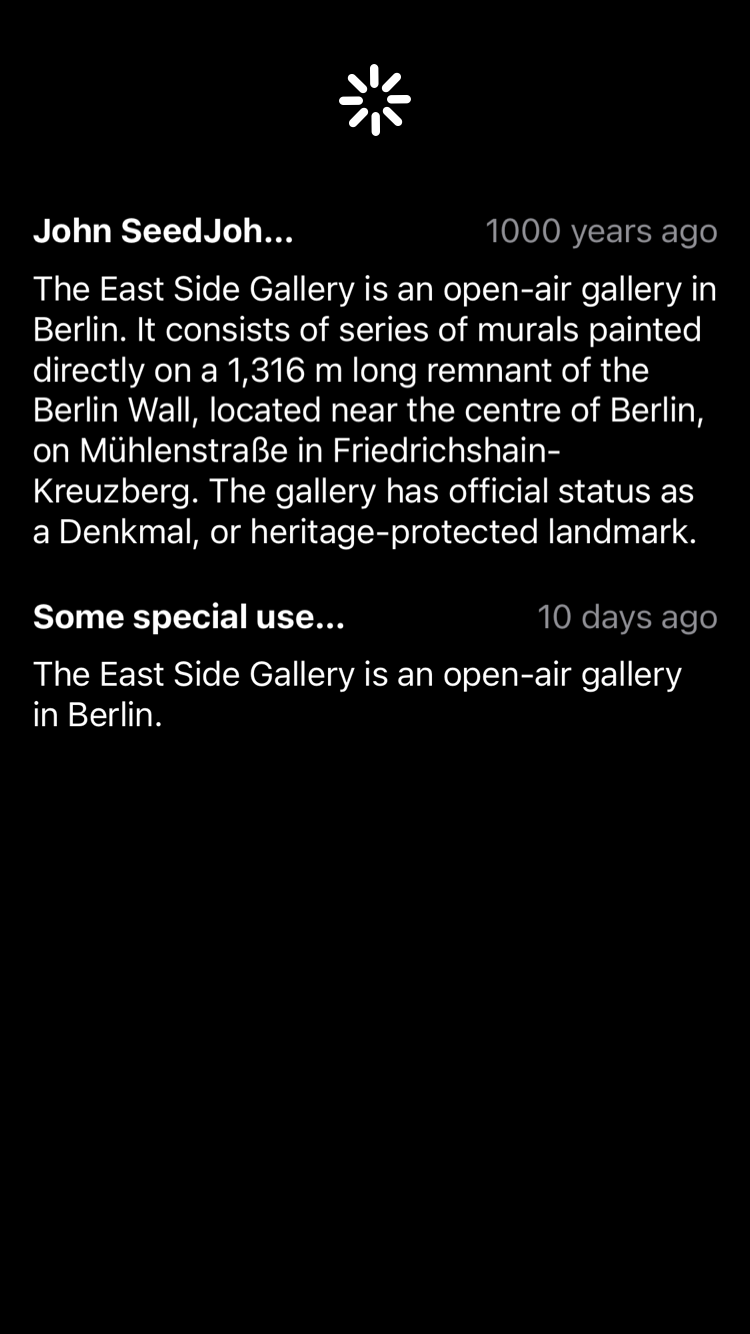 John SeedJoh... 1000 years ago
The East Side Gallery is an open-air gallery in
Berlin. It consists of series of murals painted
directly on a 1,316 m long remnant of the
Berlin Wall, located near the centre of Berlin,
on Mühlenstraße in Friedrichshain-
Kreuzberg. The gallery has official status as
a Denkmal, or heritage-protected landmark.
Some special use... 10 days ago
The East Side Gallery is an open-air gallery
in Berlin.